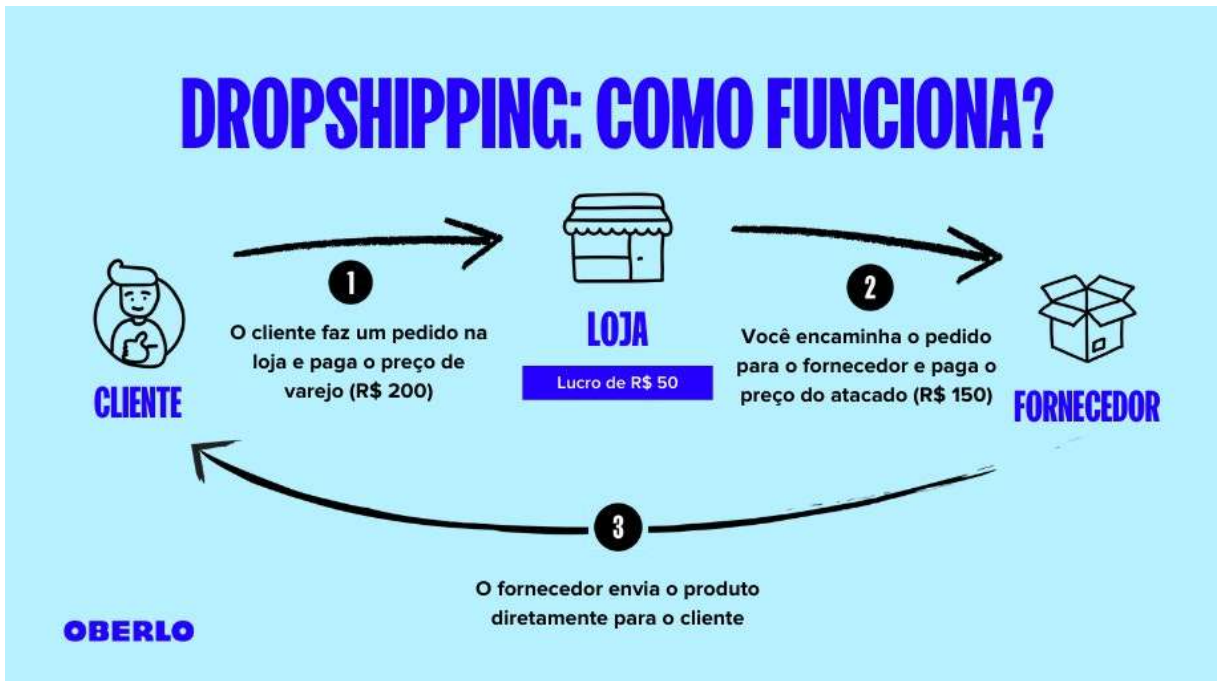 DROPSHIPPING: COMO FUNCIONA?
1
O cliente faz um pedido na
loja e paga o preço de
varejo (R$ 200)
CLIENTE
LOJA
Lucro de R$ 50
2
Você encaminha o pedido
para o fornecedor e paga o
preço do atacado (R$ 150)
FORNECEDOR
3
O fornecedor envia o produto
diretamente para o cliente
OBERLO